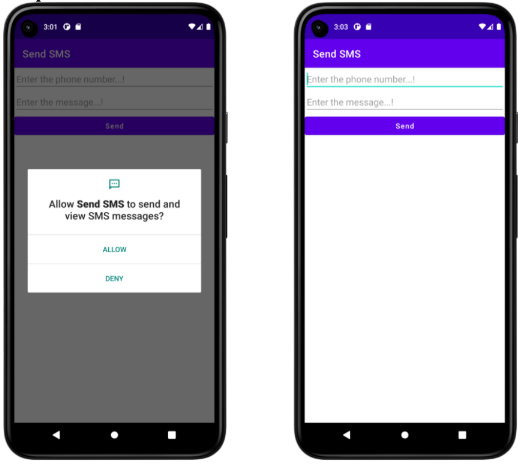 3:01
Send SMS
Enter the phone number...!
Enter the message...!
Send
Allow Send SMS to send and
view SMS messages?
ALLOW
DENY
3:03
Send SMS
Enter the phone number...!
Enter the message...!
Send